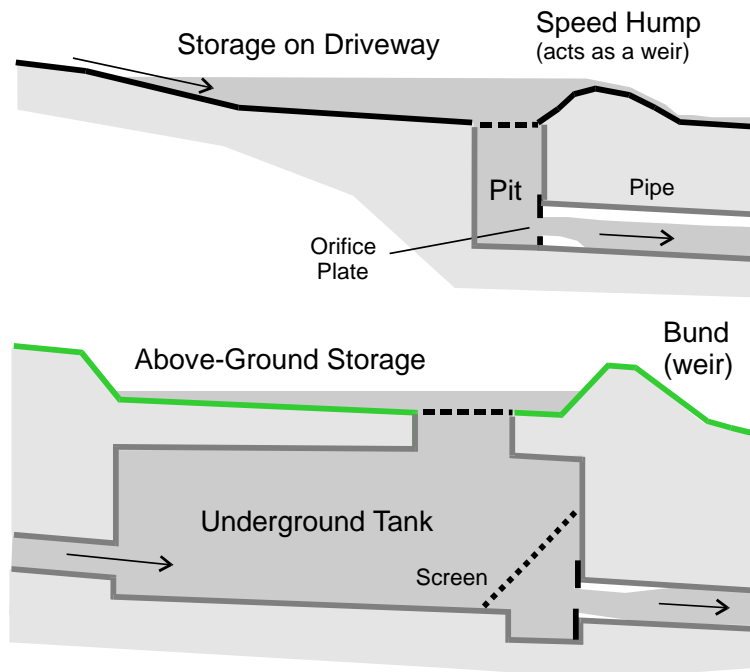 Speed Hump
(acts as a weir)
Storage on Driveway
Pit
Pipe
Orifice
Plate
Bund
(weir)
Above-Ground Storage
Underground Tank
Screen